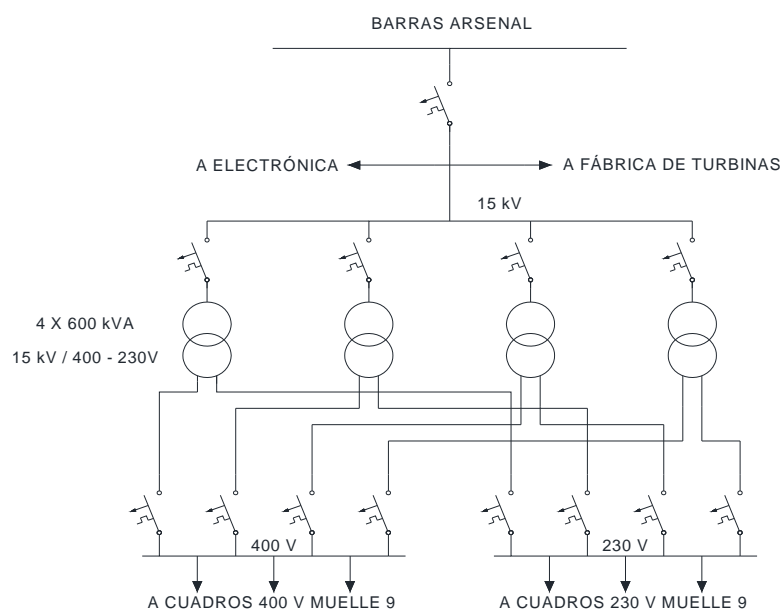 BARRAS ARSENAL
A ELECTRÓNICA
A FÁBRICA DE TURBINAS
15 kV
4 X 600 kVA
15 kV / 400 - 230V
400 V
230 V
A CUADROS 400 V MUELLE 9
A CUADROS 230 V MUELLE 9